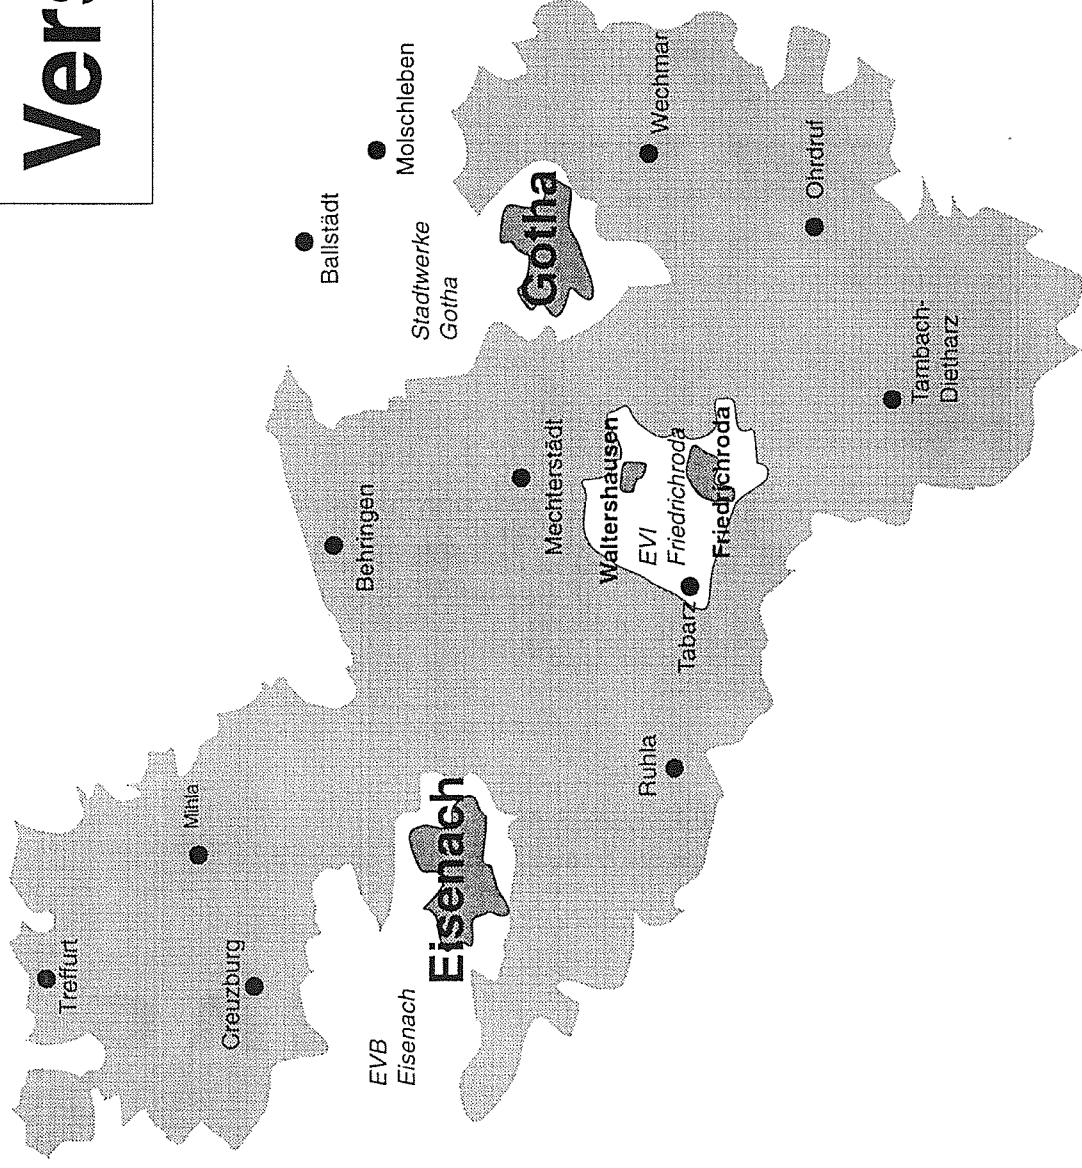 Vers
Treffurt
Creuzburg
Mihla
EVB
Eisenach
Eisenach
Behringen
Ballstädt
Molschleben
Stadtwerke
Gotha
Gotha
Mechterstädt
Waltershausen
EVI
Friedrichroda
Friedrichroda
Tabarz
Ruhla
Wechmar
Ohrdruf
Tambach-
Dietharz